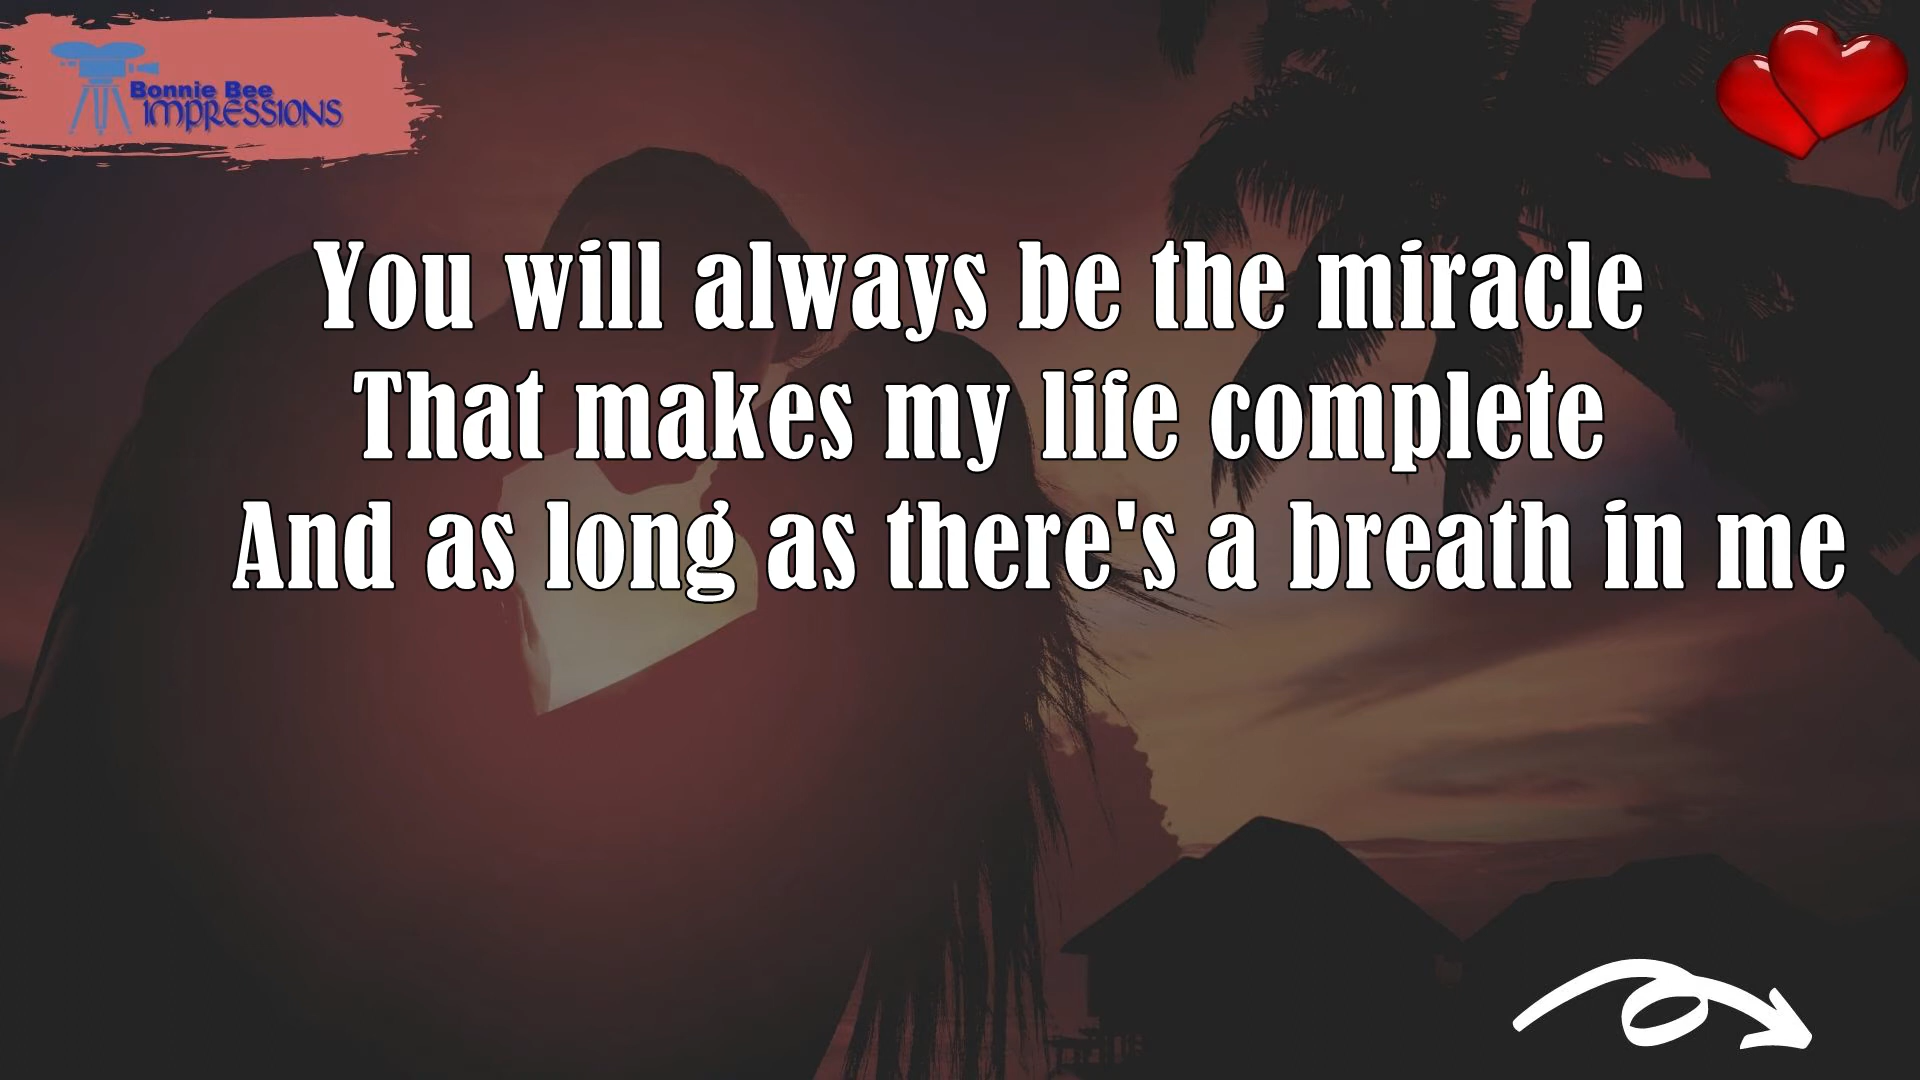 Bonnie Bee
IMPRESSIONS
You will always be the miracle
That makes my life complete
And as long as there's a breath in me